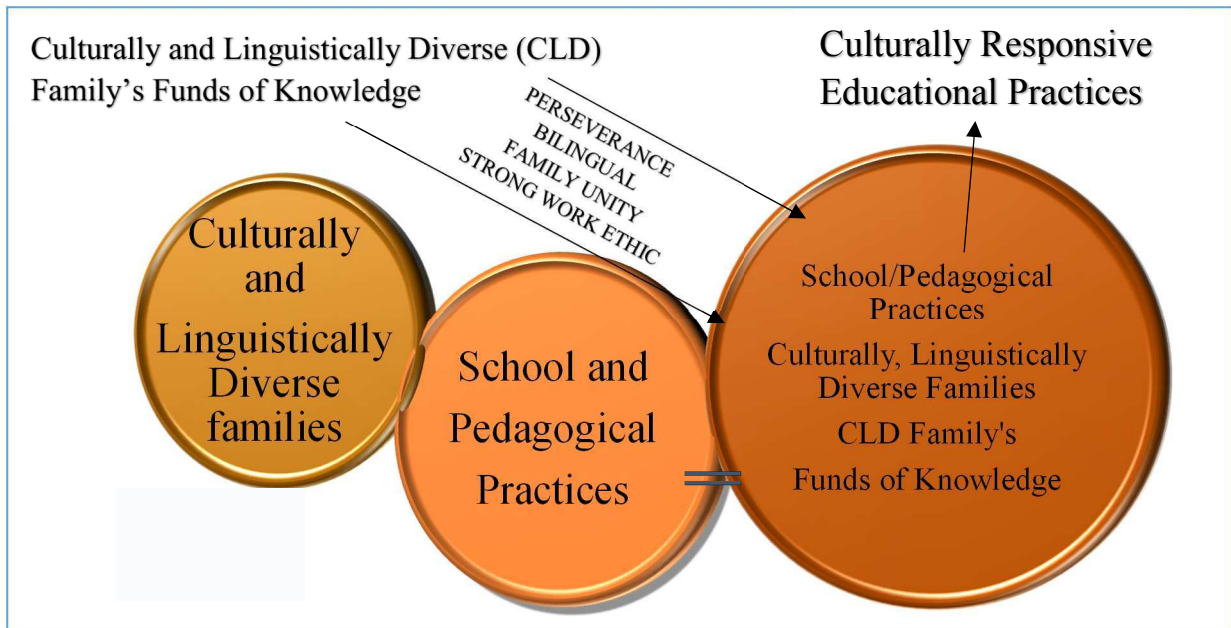 Culturally and Linguistically Diverse (CLD)
Family’s Funds of Knowledge
Culturally Responsive
Educational Practices
PERSEVERANCE
BILINGUAL
FAMILY UNITY
STRONG WORK ETHIC
Culturally
and
Linguistically
Diverse
families
School and
Pedagogical
Practices
=
School/Pedagogical
Practices
Culturally, Linguistically
Diverse Families
CLD Family's
Funds of Knowledge